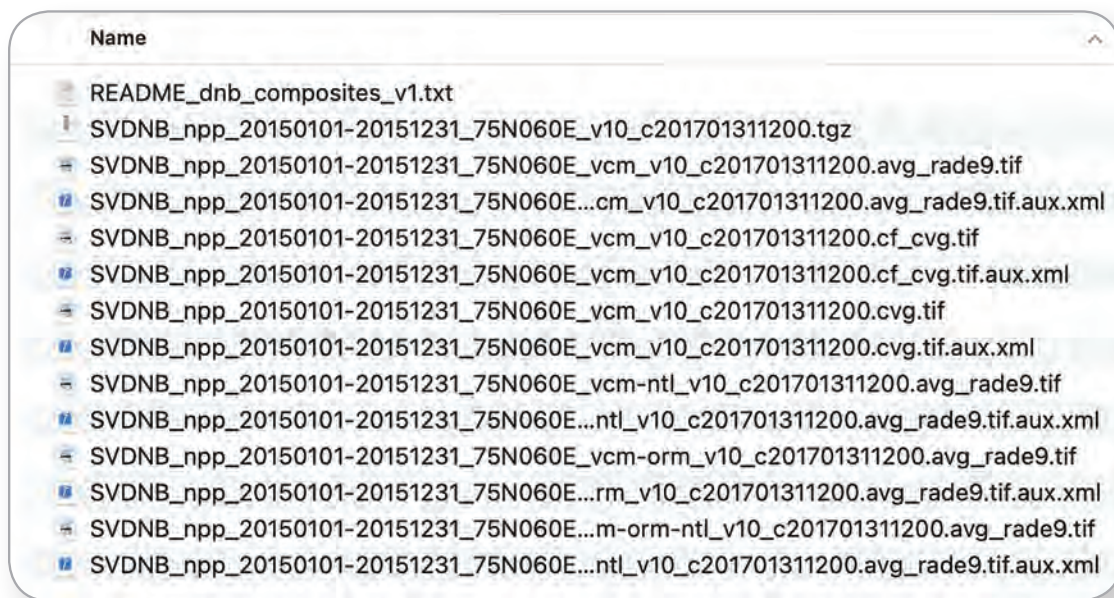 Name
README_dnb_composites_v1.txt
SVDNB_npp_20150101-20151231_75N060E_v10_c201701311200.tgz
SVDNB_npp_20150101-20151231_75N060E_vcm_v10_c201701311200.avg_rade9.tif
SVDNB_npp_20150101-20151231_75N060E...cm_v10_c201701311200.avg_rade9.tif.aux.xml
SVDNB_npp_20150101-20151231_75N060E_vcm_v10_c201701311200.cf_cvg.tif
SVDNB_npp_20150101-20151231_75N060E_vcm_v10_c201701311200.cf_cvg.tif.aux.xml
SVDNB_npp_20150101-20151231_75N060E_vcm_v10_c201701311200.cvg.tif
SVDNB_npp_20150101-20151231_75N060E_vcm_v10_c201701311200.cvg.tif.aux.xml
SVDNB_npp_20150101-20151231_75N060E_vcm-ntl_v10_c201701311200.avg_rade9.tif
SVDNB_npp_20150101-20151231_75N060E...ntl_v10_c201701311200.avg_rade9.tif.aux.xml
SVDNB_npp_20150101-20151231_75N060E_vcm-orm_v10_c201701311200.avg_rade9.tif
SVDNB_npp_20150101-20151231_75N060E...rm_v10_c201701311200.avg_rade9.tif.aux.xml
SVDNB_npp_20150101-20151231_75N060E...m-orm-ntl_v10_c201701311200.avg_rade9.tif
SVDNB_npp_20150101-20151231_75N060E...ntl_v10_c201701311200.avg_rade9.tif.aux.xml